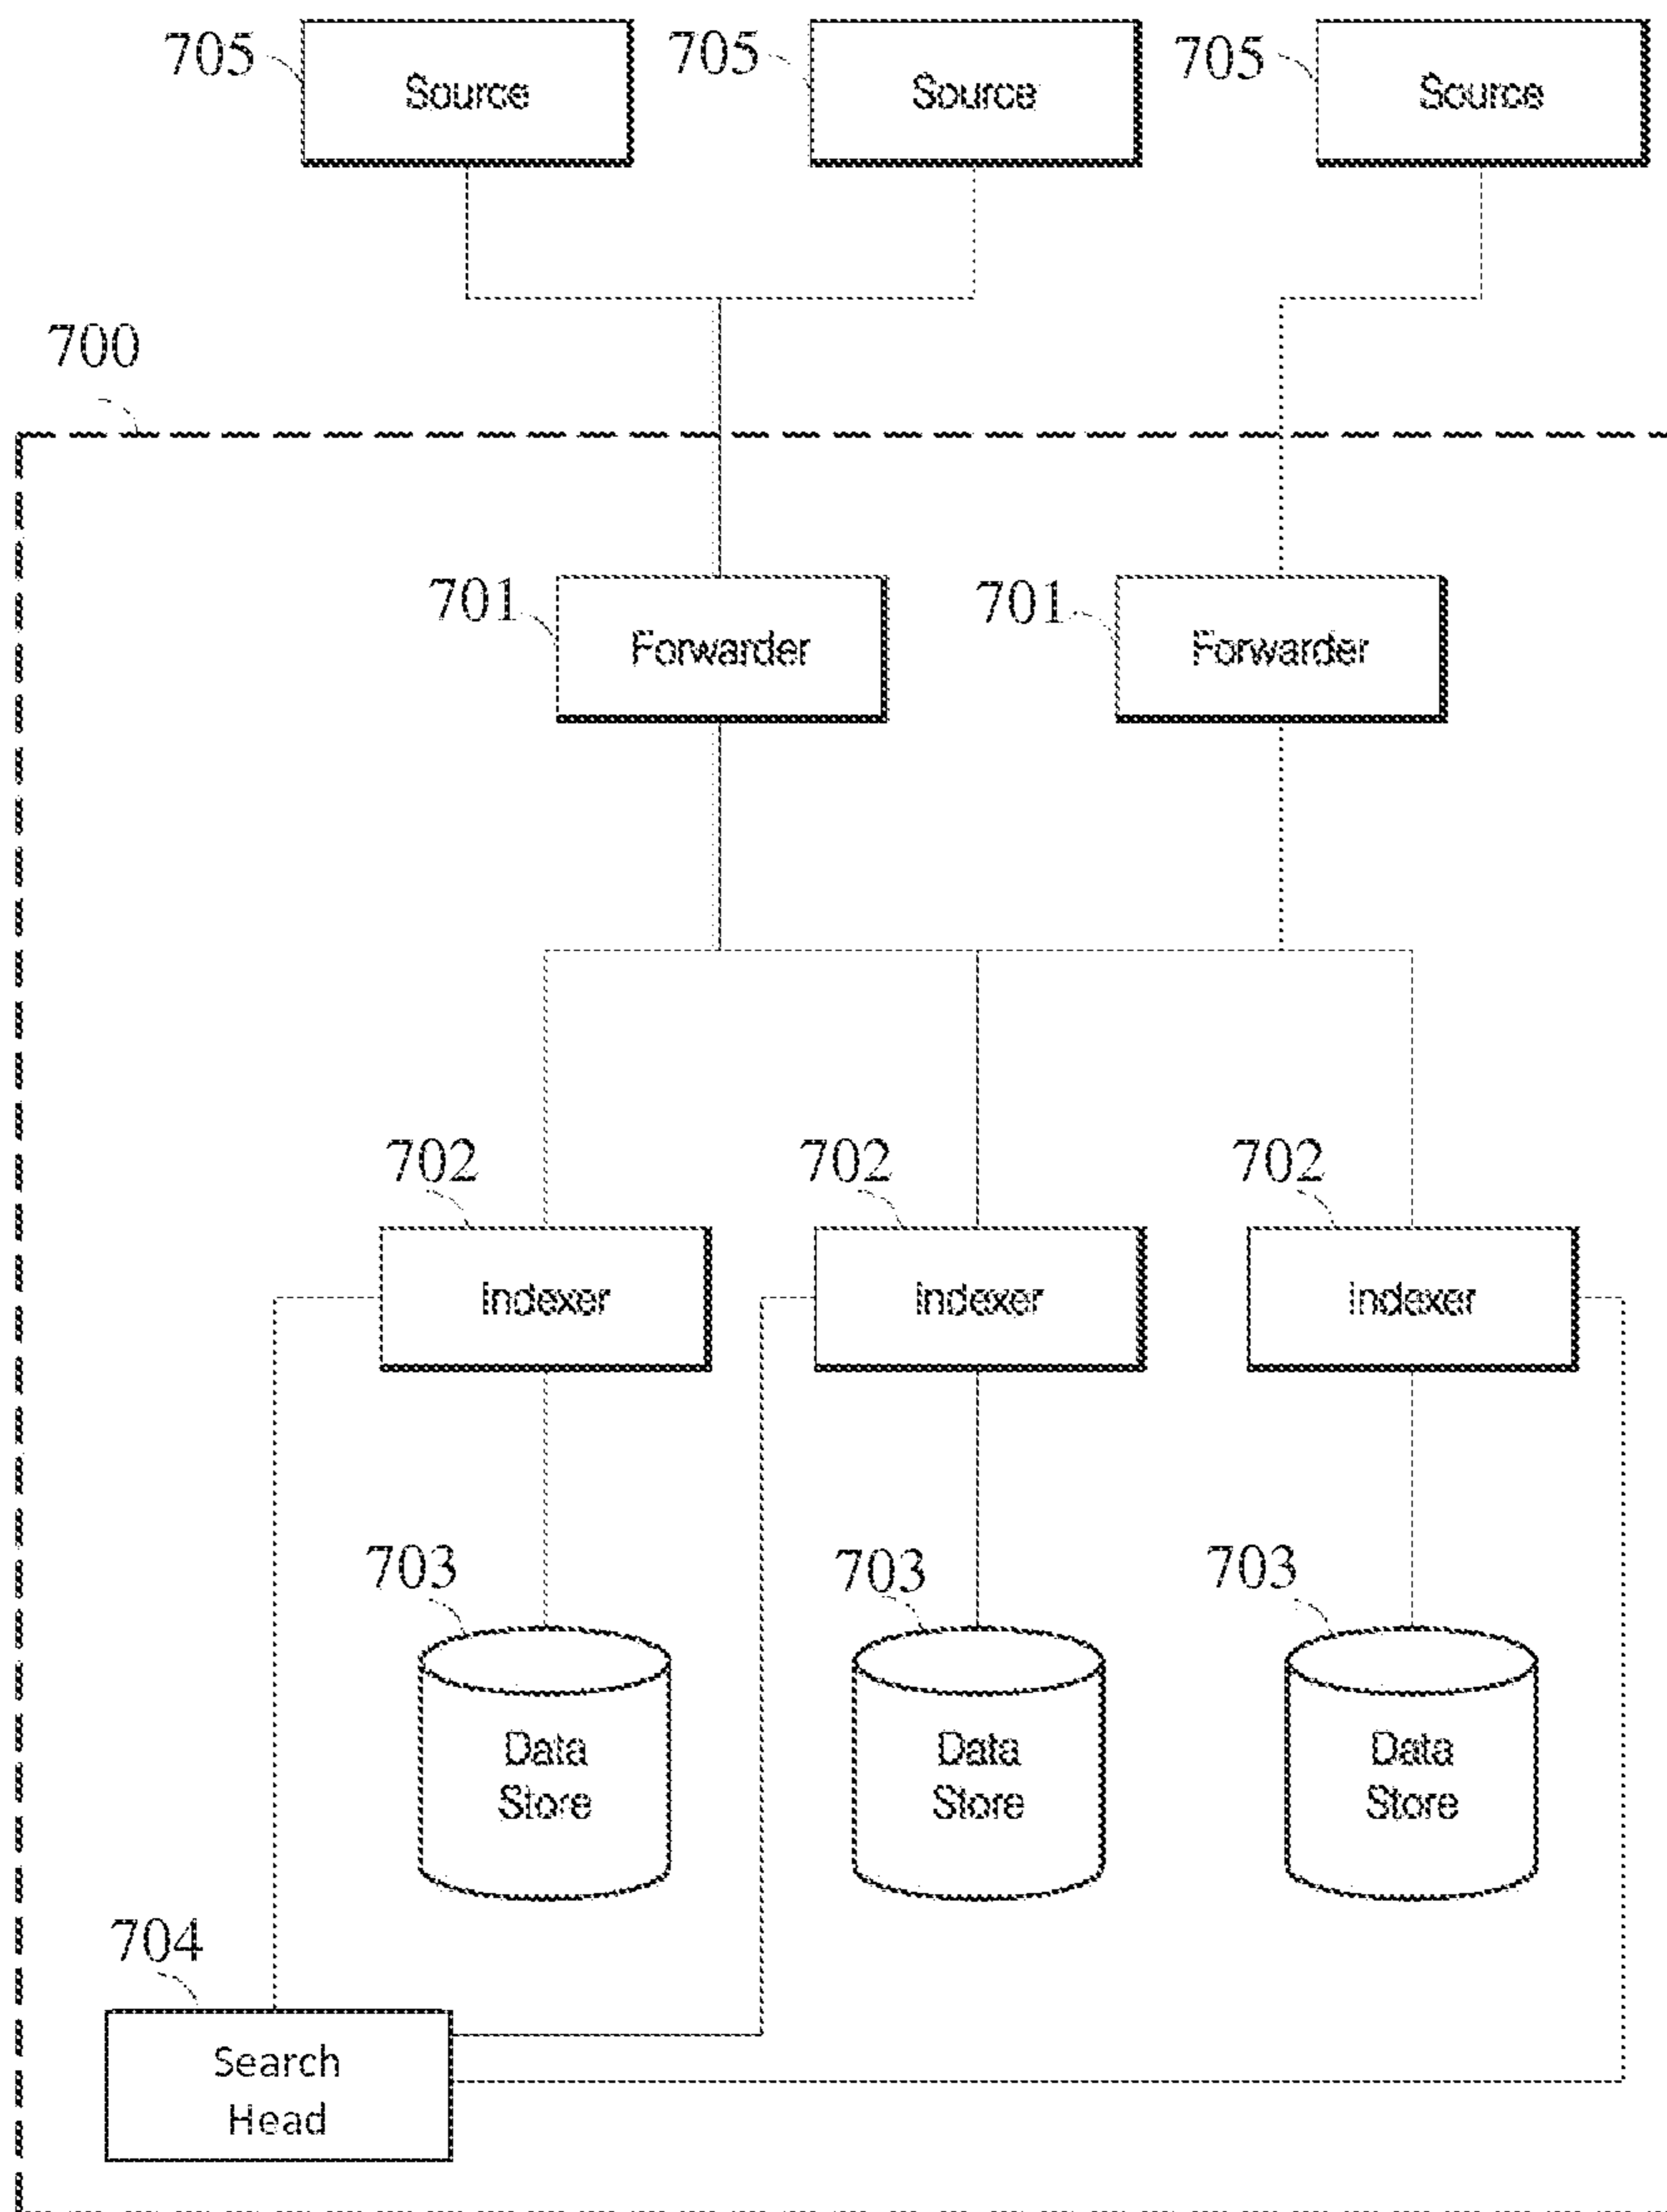 705
Source
705
Source
705
Source
700
701
Forwarder
701
Forwarder
702
Indexer
702
Indexer
702
Indexer
703
Data
Store
703
Data
Store
703
Data
Store
704
Search
Head